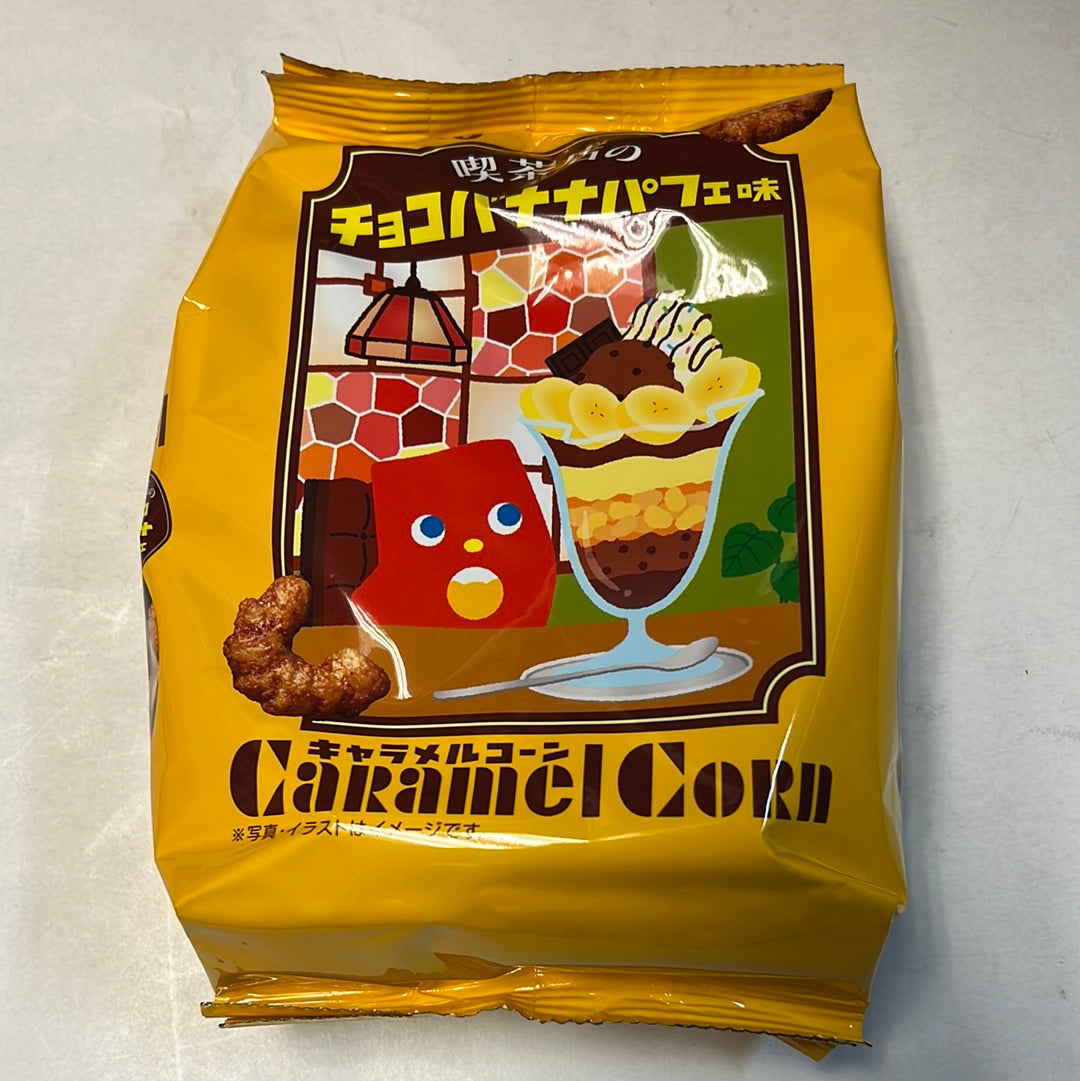 喫茶店の
チョコバナナパフェ味
キャラメルコーン
Caramel Corn
※写真・イラストはイメージです。